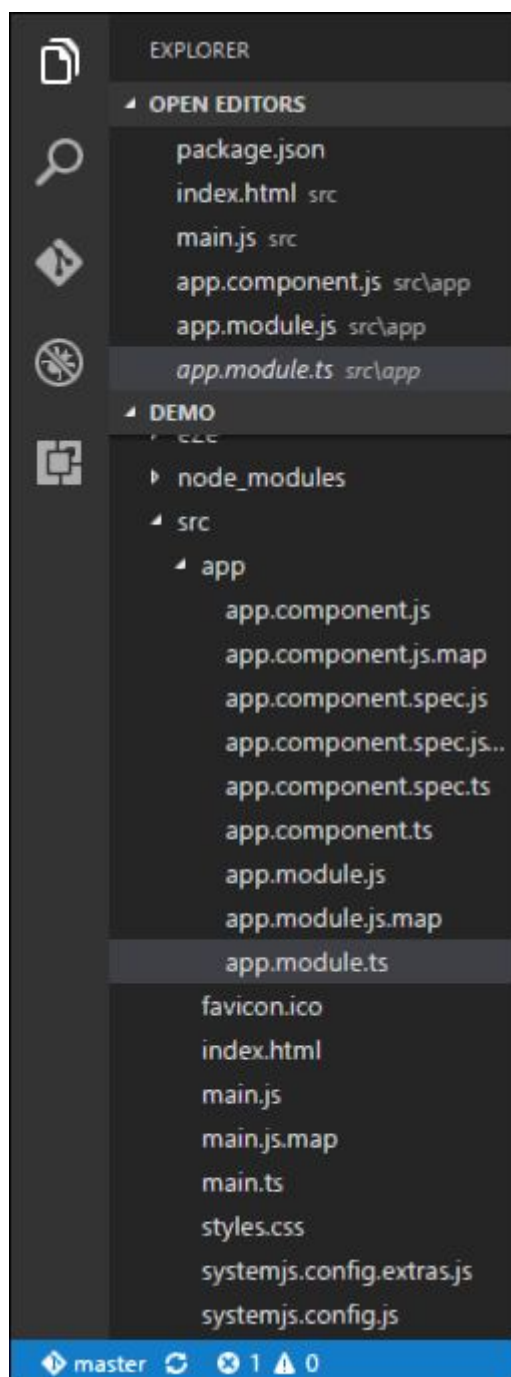 EXPLORER
OPEN EDITORS
package.json
index.html src
main.js src
app.component.js src\app
app.module.js src\app
app.module.ts src\app
DEMO
node_modules
src
app
app.component.js
app.component.js.map
app.component.spec.js
app.component.spec.js...
app.component.spec.ts
app.component.ts
app.module.js
app.module.js.map
app.module.ts
favicon.ico
index.html
main.js
main.js.map
main.ts
styles.css
systemjs.config.extras.js
systemjs.config.js
master 1 0